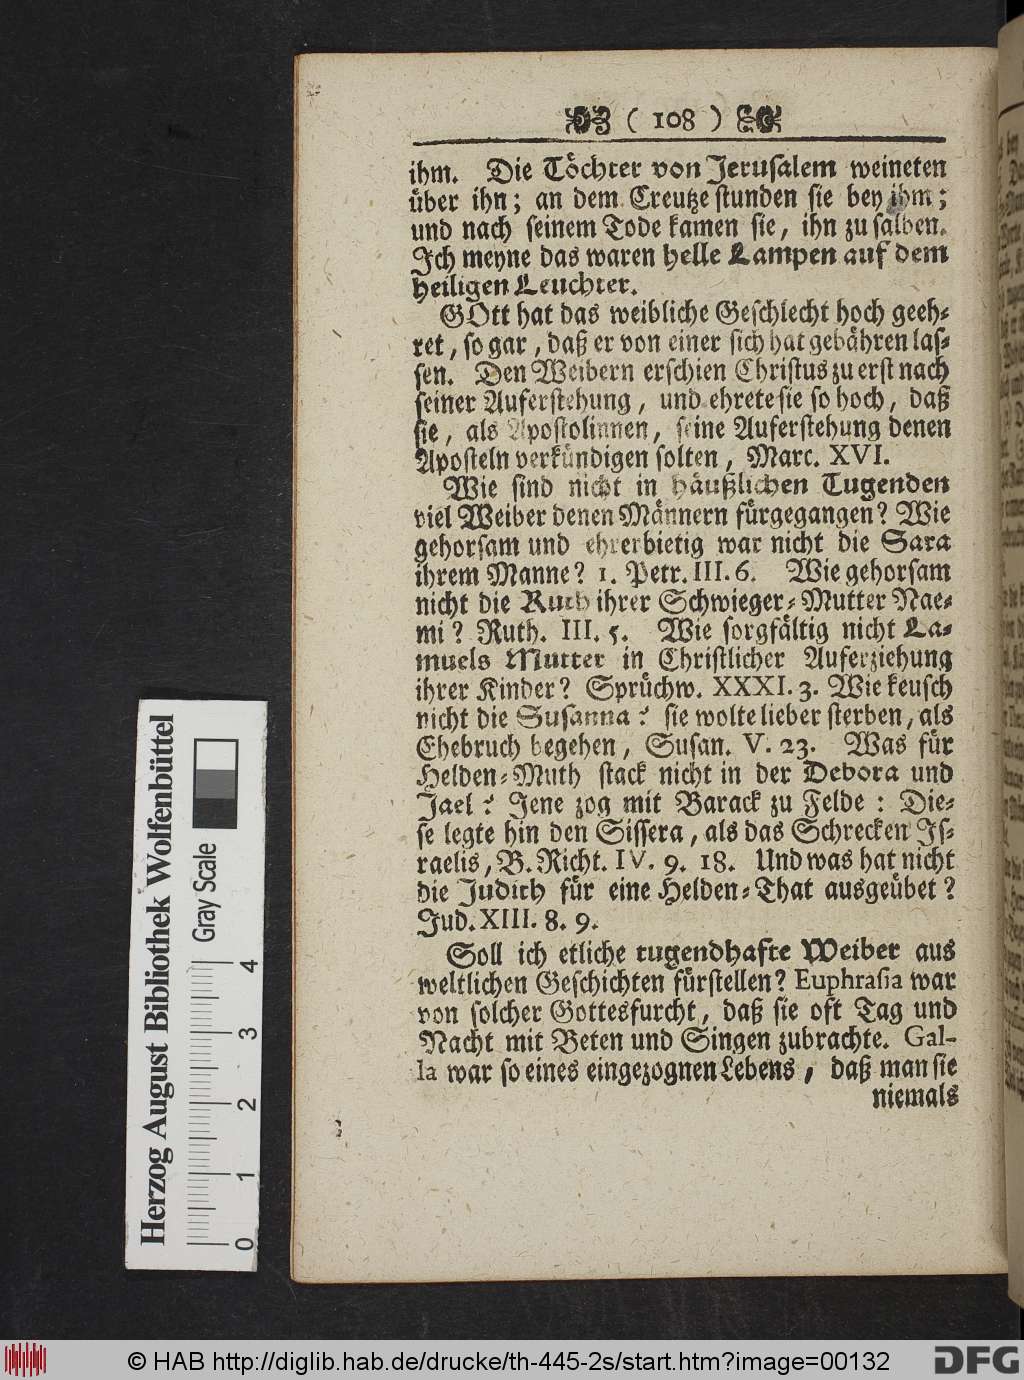 ( 108 )
ihm. Die Töchter von Jerusalem weineten
über ihn; an dem Creutze stunden sie bey ihm;
und nach seinem Tode kamen sie, ihn zu salben.
Ich meyne das waren helle Lampen auf dem
heiligen Leuchter.
GOtt hat das weibliche Geschlecht hoch geeh-
ret, so gar, daß er von einer sich hat gebähren las-
sen. Den Weibern erschien Christus zu erst nach
seiner Auferstehung, und ehrete sie so hoch, daß
sie, als Apostolinnen, seine Auferstehung denen
Aposteln verkündigen solten, Marc. XVI.
Wie sind nicht in häußlichen Tugenden
viel Weiber denen Männern fürgegangen? Wie
gehorsam und ehrerbietig war nicht die Sara
ihrem Manne? 1. Petr. III. 6. Wie gehorsam
nicht die Ruth ihrer Schwieger-Mutter Nae-
mi? Ruth. III. 5. Wie sorgfältig nicht La-
muels Mutter in Christlicher Auferziehung
ihrer Kinder? Sprüchw. XXXI. 3. Wie keusch
nicht die Susanna? sie wolte lieber sterben, als
Ehebruch begehen, Susan. V. 23. Was für
Helden-Muth stack nicht in der Debora und
Jael? Jene zog mit Barack zu Felde: Die-
se legte hin den Sissera, als das Schrecken Is-
raelis, B. Richt. IV. 9. 18. Und was hat nicht
die Judith für eine Helden-That ausgeübet?
Jud. XIII. 8. 9.
Soll ich etliche tugendhafte Weiber aus
weltlichen Geschichten fürstellen? Euphrasia war
von solcher Gottesfurcht, daß sie oft Tag und
Nacht mit Beten und Singen zubrachte. Gal-
la war so eines eingezognen Lebens, daß man sie
niemals
Herzog August Bibliothek Wolfenbüttel
Gray Scale
0 1 2 3 4
© HAB http://diglib.hab.de/drucke/th-445-2s/start.htm?image=00132
DFG